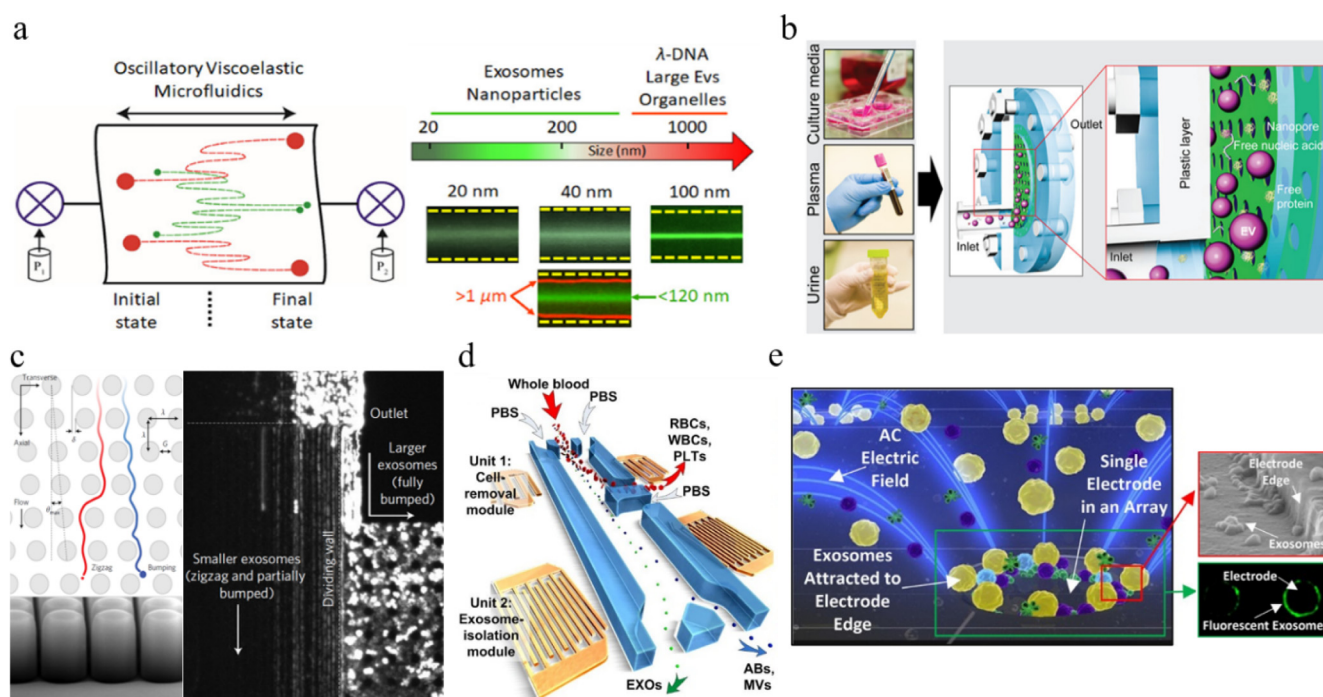 a
Oscillatory Viscoelastic
Microfluidics
P1
P2
Initial
state
Final
state
Exosomes
Nanoparticles
λ-DNA
Large Evs
Organelles
20
200
1000
Size (nm)
20 nm
40 nm
100 nm
>1 μm
<120 nm
b
Culture media
Plasma
Urine
Inlet
Outlet
Plastic layer
Inlet
Nanopore
Free nucleic acid
Free
protein
EV
c
Transverse
Axial
Flow
δ
λ
λ
G
Zigzag
Bumping
Outlet
Larger
exosomes
(fully
bumped)
Smaller exosomes
(zigzag and partially
bumped)
Dividing wall
d
Whole blood
PBS
PBS
RBCs,
WBCs,
PLTs
Unit 1:
Cell-
removal
module
PBS
Unit 2:
Exosome-
isolation
module
EXOs
ABs,
MVs
e
AC
Electric
Field
Single
Electrode
in an Array
Exosomes
Attracted to
Electrode
Edge
Electrode
Edge
Exosomes
Electrode
Fluorescent Exosomes